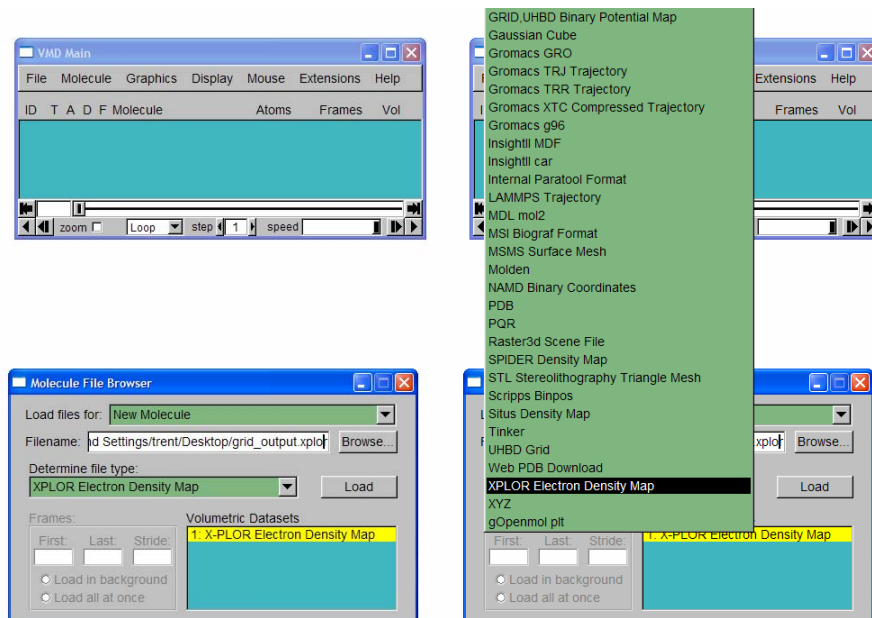 VMD Main
File Molecule Graphics Display Mouse Extensions Help
ID T A D F Molecule Atoms Frames Vol
zoom Loop step 1 speed
Molecule File Browser
Load files for: New Molecule
Filename: nd Settings/trent/Desktop/grid_output.xplor Browse...
Determine file type:
XPLOR Electron Density Map Load
Frames: Volumetric Datasets
First: Last: Stride: 1: X-PLOR Electron Density Map
Load in background
Load all at once
GRID,UHBD Binary Potential Map
Gaussian Cube
Gromacs GRO
Gromacs TRJ Trajectory
Gromacs TRR Trajectory
Gromacs XTC Compressed Trajectory
Gromacs g96
InsightII MDF
InsightII car
Internal Paratool Format
LAMMPS Trajectory
MDL mol2
MSI Biograf Format
MSMS Surface Mesh
Molden
NAMD Binary Coordinates
PDB
PQR
Raster3d Scene File
SPIDER Density Map
STL Stereolithography Triangle Mesh
Scripps Binpos
Situs Density Map
Tinker
UHBD Grid
Web PDB Download
XPLOR Electron Density Map
XYZ
gOpenmol plt
Extensions Help
Frames Vol
xplor Browse...
Load
First: Last: Stride: 1: X-PLOR Electron Density Map
Load in background
Load all at once